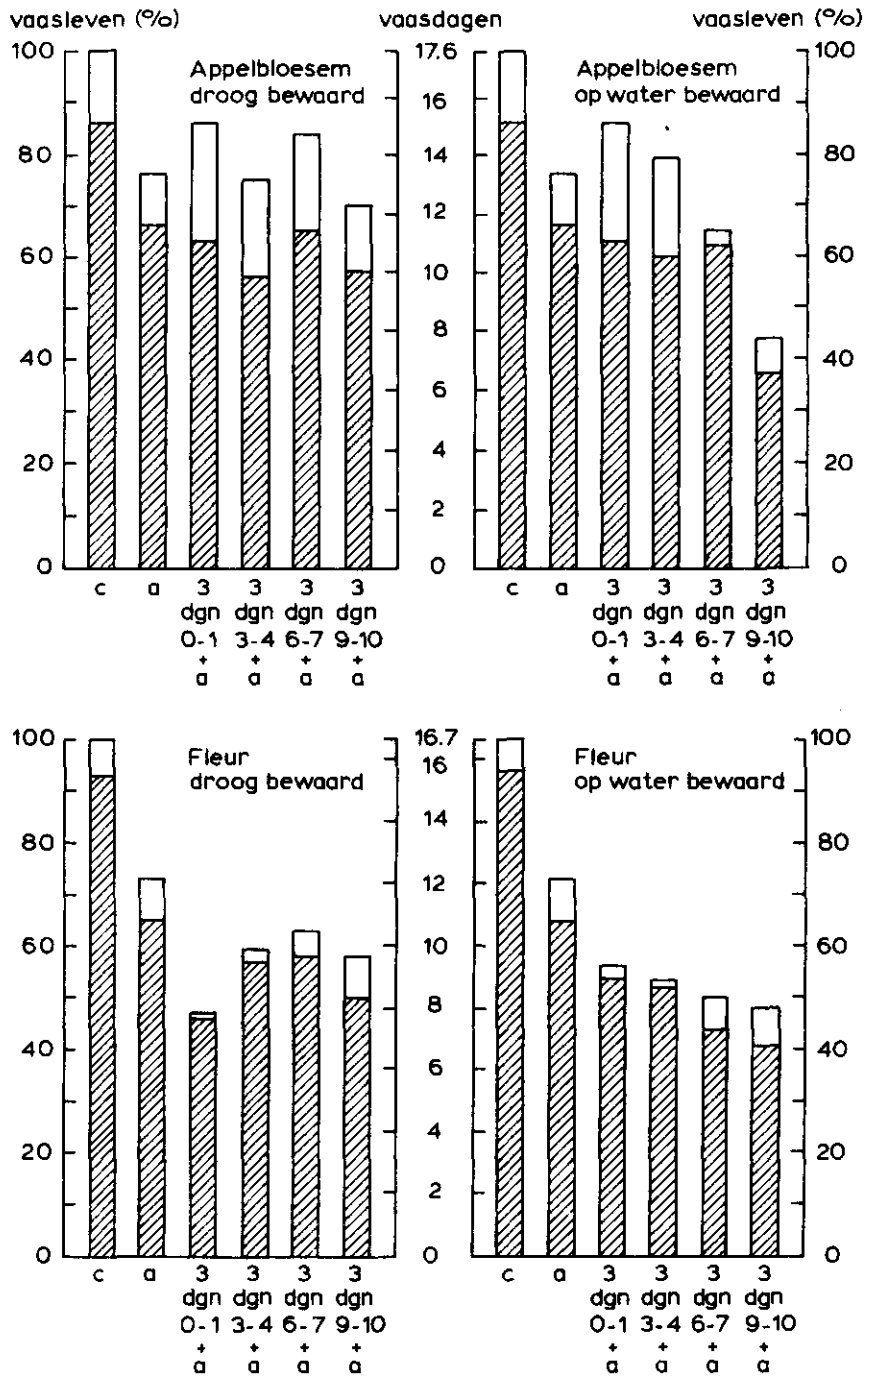 vaasleven (%) vaasdagen vaasleven (%)
100 17.6 100
Appelbloesem Appelbloesem
droog bewaard 16 op water bewaard
80 14 80
12
60 10 60
8
40 40
6
4
20 20
2
0 0 0
c a 3 3 3 3 c a 3 3 3 3
dgn dgn dgn dgn dgn dgn dgn dgn
0-1 3-4 6-7 9-10 0-1 3-4 6-7 9-10
+ + + + + + + +
a a a a a a a a
100 16.7 100
Fleur 16 Fleur
droog bewaard op water bewaard
14
80 80
12
60 10 60
8
40 40
6
4
20 20
2
0 0 0
c a 3 3 3 3 c a 3 3 3 3
dgn dgn dgn dgn dgn dgn dgn dgn
0-1 3-4 6-7 9-10 0-1 3-4 6-7 9-10
+ + + + + + + +
a a a a a a a a